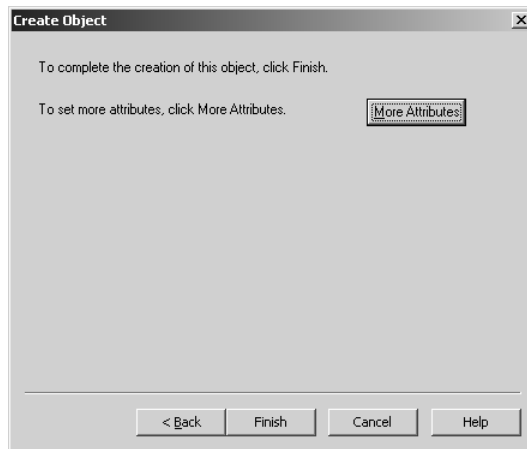 Create Object
To complete the creation of this object, click Finish.
To set more attributes, click More Attributes.
More Attributes
< Back
Finish
Cancel
Help